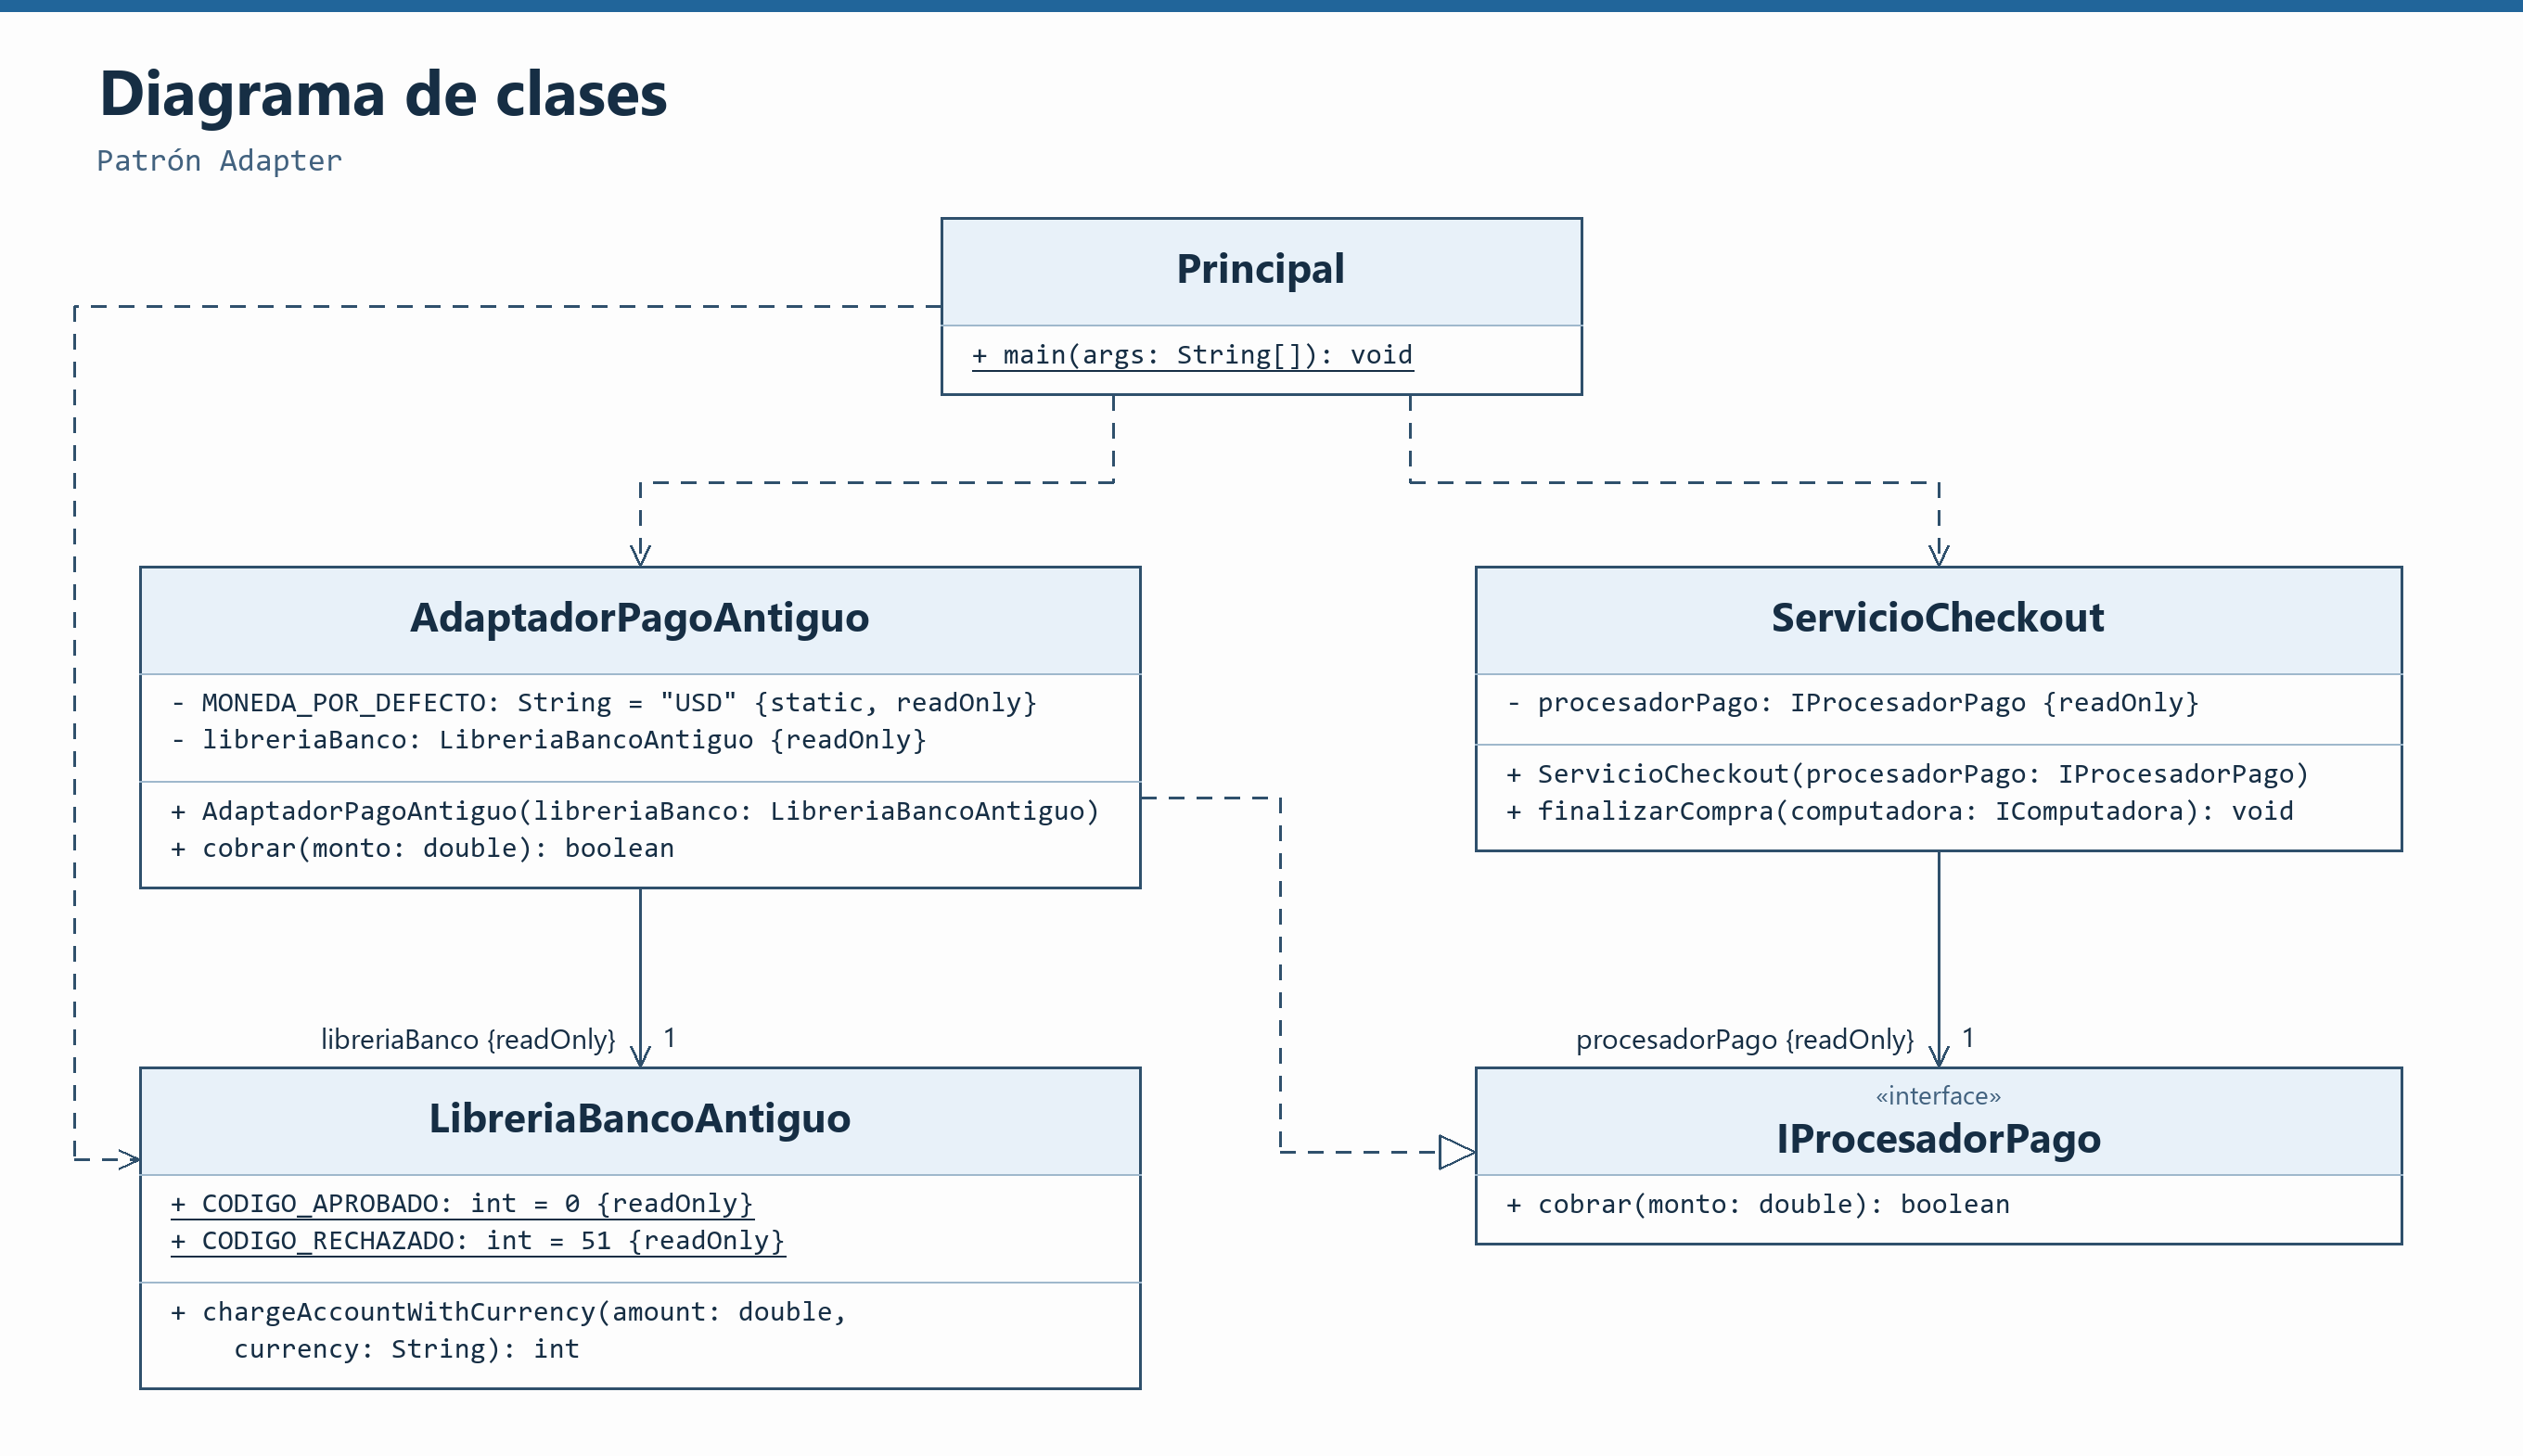 Diagrama de clases
Patrón Adapter
Principal
+ main(args: String[]): void
AdaptadorPagoAntiguo
- MONEDA_POR_DEFECTO: String = "USD" {static, readOnly}
- libreriaBanco: LibreriaBancoAntiguo {readOnly}
+ AdaptadorPagoAntiguo(libreriaBanco: LibreriaBancoAntiguo)
+ cobrar(monto: double): boolean
ServicioCheckout
- procesadorPago: IProcesadorPago {readOnly}
+ ServicioCheckout(procesadorPago: IProcesadorPago)
+ finalizarCompra(computadora: IComputadora): void
libreriaBanco {readOnly} 1
procesadorPago {readOnly} 1
LibreriaBancoAntiguo
+ CODIGO_APROBADO: int = 0 {readOnly}
+ CODIGO_RECHAZADO: int = 51 {readOnly}
+ chargeAccountWithCurrency(amount: double,
currency: String): int
«interface»
IProcesadorPago
+ cobrar(monto: double): boolean